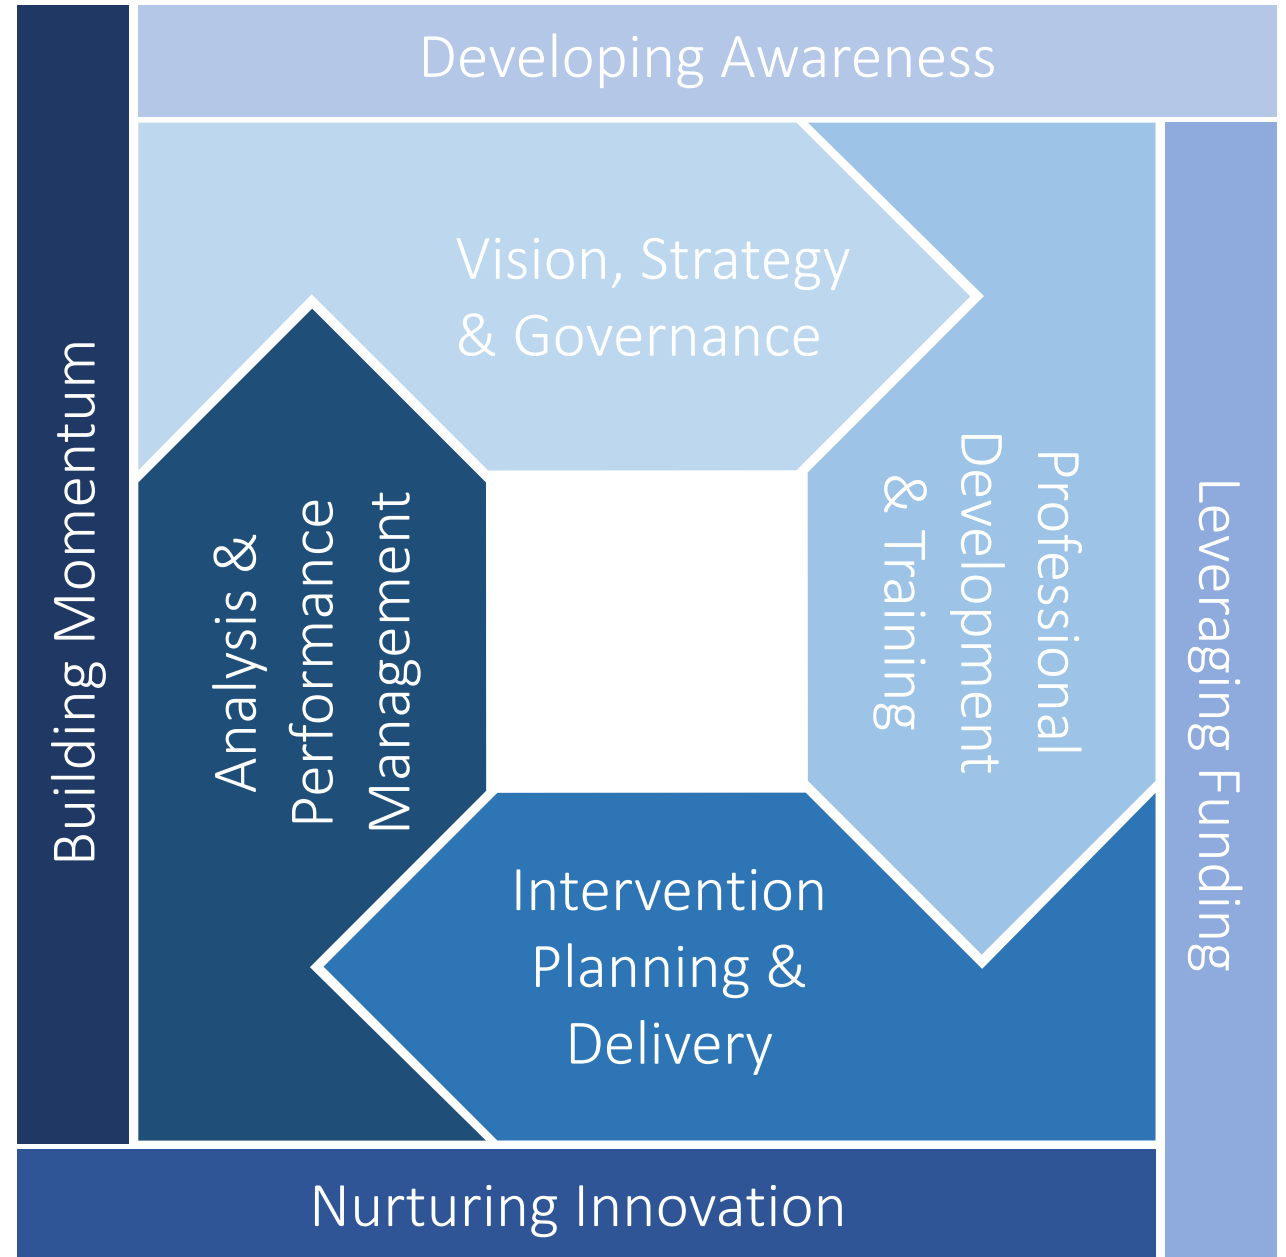 Developing Awareness
Vision, Strategy
& Governance
Professional
Development
& Training
Leveraging Funding
Intervention
Planning &
Delivery
Nurturing Innovation
Analysis &
Performance
Management
Building Momentum